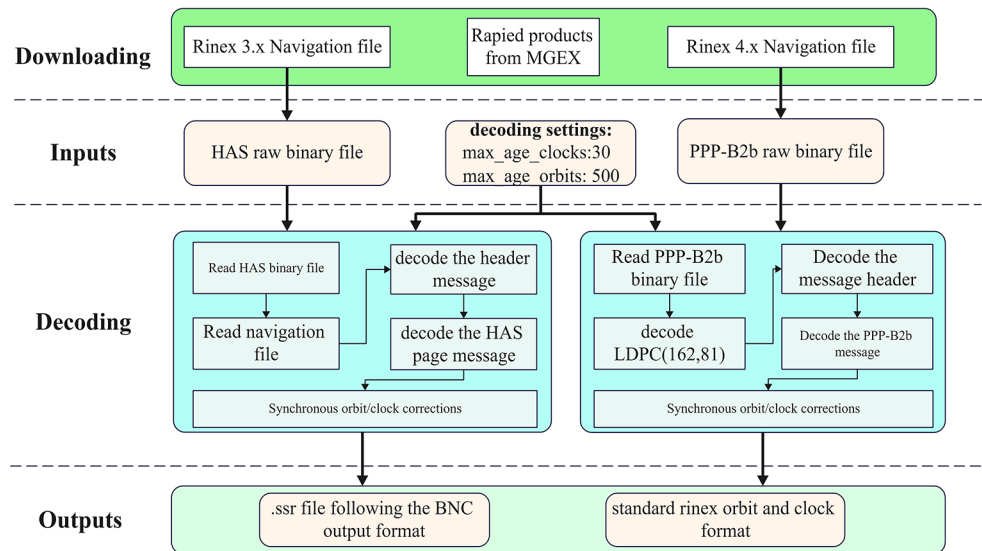 Downloading
Rinex 3.x Navigation file
Rapied products
from MGEX
Rinex 4.x Navigation file
Inputs
HAS raw binary file
decoding settings:
max_age_clocks:30
max_age_orbits: 500
PPP-B2b raw binary file
Decoding
Read HAS binary file
Read navigation
file
decode the header
message
decode the HAS
page message
Synchronous orbit/clock corrections
Read PPP-B2b
binary file
decode
LDPC(162,81)
Decode the
message header
Decode the PPP-B2b
message
Synchronous orbit/clock corrections
Outputs
.ssr file following the BNC
output format
standard rinex orbit and clock
format